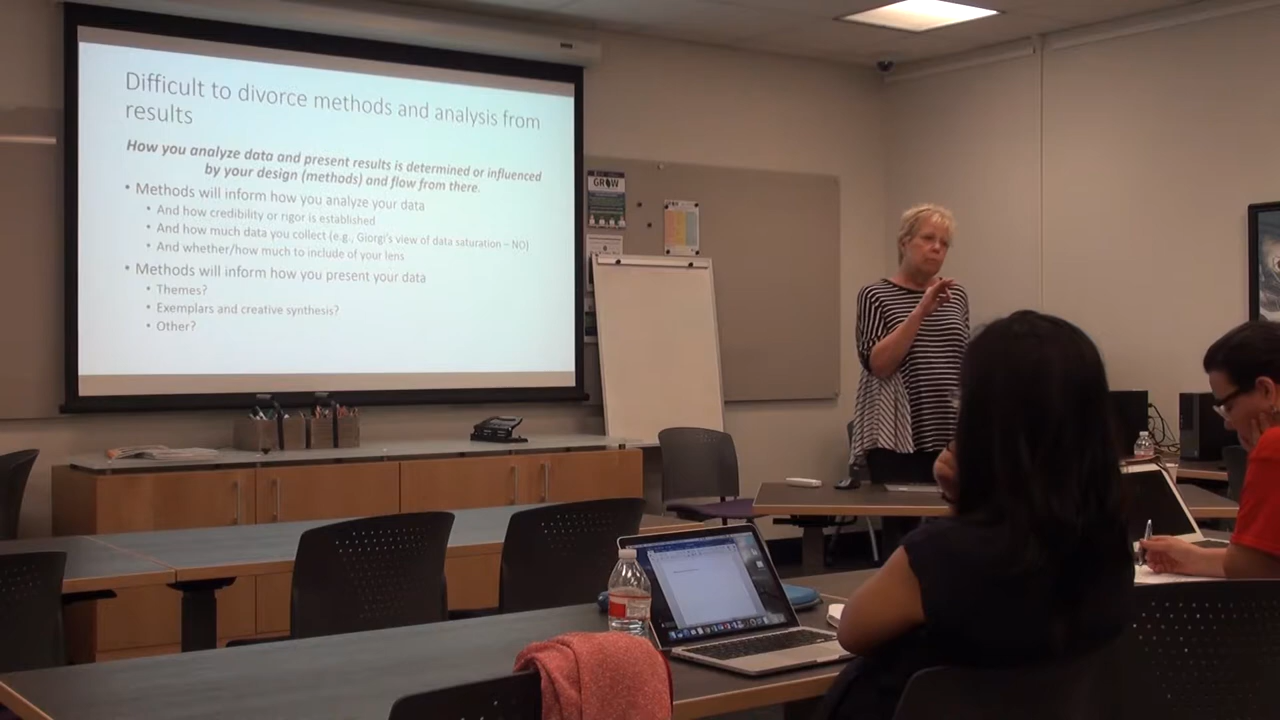 Difficult to divorce methods and analysis from
results
How you analyze data and present results is determined or influenced
by your design (methods) and flow from there.
• Methods will inform how you analyze your data
• And how credibility or rigor is established
• And how much data you collect (e.g., Giorgi's view of data saturation – NO)
• And whether/how much to include of your lens
• Methods will inform how you present your data
• Themes?
• Exemplars and creative synthesis?
• Other?
GROW